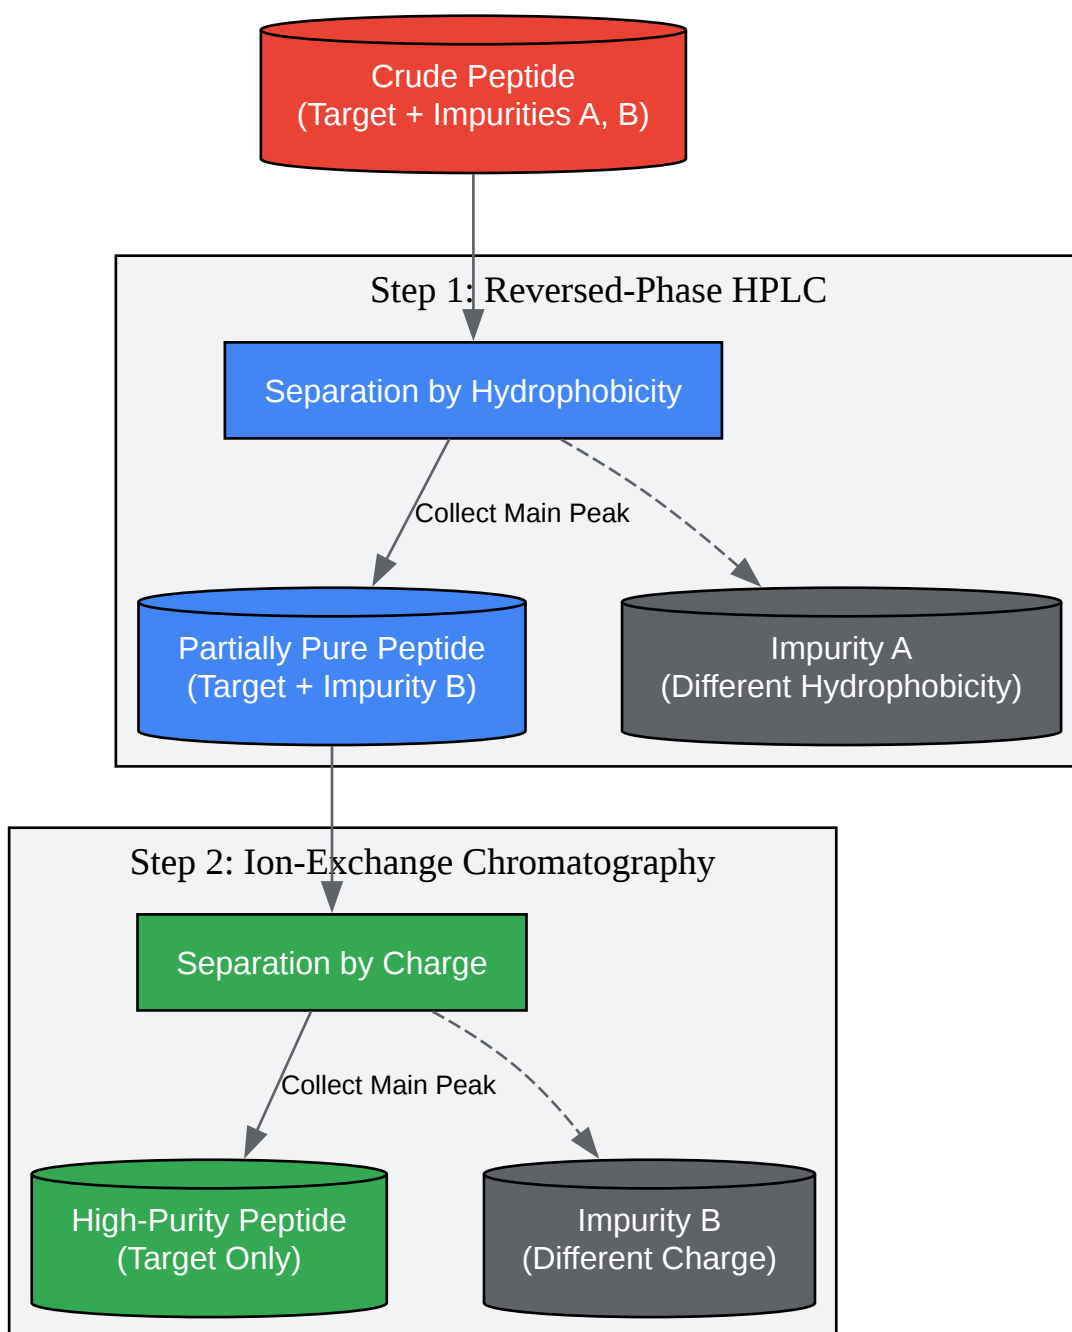 Crude Peptide
(Target + Impurities A, B)
Step 1: Reversed-Phase HPLC
Separation by Hydrophobicity
Collect Main Peak
Partially Pure Peptide
(Target + Impurity B)
Impurity A
(Different Hydrophobicity)
Step 2: Ion-Exchange Chromatography
Separation by Charge
Collect Main Peak
High-Purity Peptide
(Target Only)
Impurity B
(Different Charge)